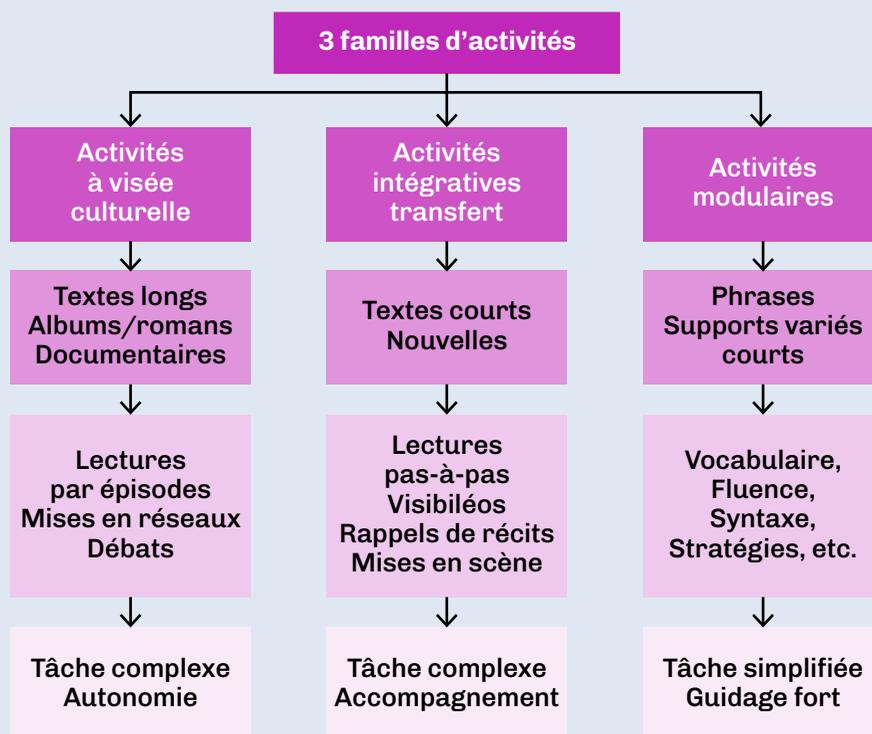 3 familles d’activités
Activités
à visée
culturelle
Textes longs
Albums/romans
Documentaires
Lectures
par épisodes
Mises en réseaux
Débats
Tâche complexe
Autonomie
Activités
intégratives
transfert
Textes courts
Nouvelles
Lectures
pas-à-pas
Visibiléos
Rappels de récits
Mises en scène
Tâche complexe
Accompagnement
Activités
modulaires
Phrases
Supports variés
courts
Vocabulaire,
Fluence,
Syntaxe,
Stratégies, etc.
Tâche simplifiée
Guidage fort